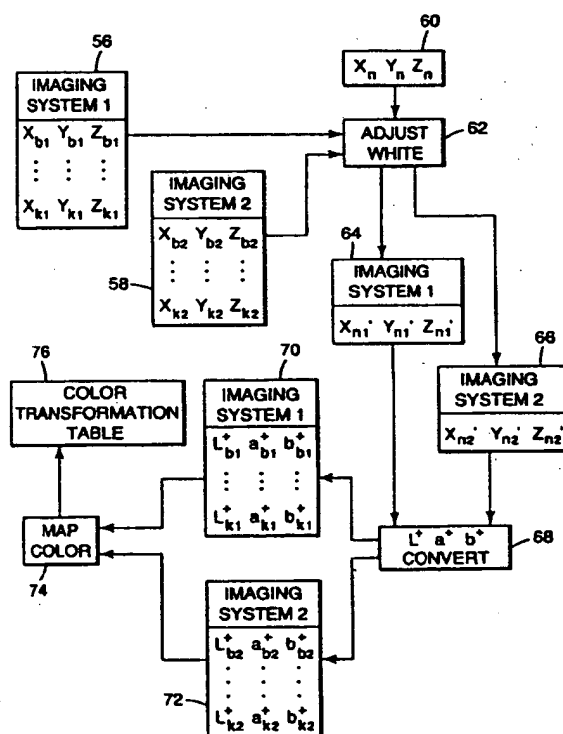 56
IMAGING
SYSTEM 1
X_b1 Y_b1 Z_b1
⋮ ⋮ ⋮
X_k1 Y_k1 Z_k1
60
X_n Y_n Z_n
ADJUST
WHITE
62
IMAGING
SYSTEM 2
X_b2 Y_b2 Z_b2
⋮ ⋮ ⋮
X_k2 Y_k2 Z_k2
58
64
IMAGING
SYSTEM 1
X_n1' Y_n1' Z_n1'
66
IMAGING
SYSTEM 2
X_n2' Y_n2' Z_n2'
76
COLOR
TRANSFORMATION
TABLE
70
IMAGING
SYSTEM 1
L+_b1 a+_b1 b+_b1
⋮ ⋮ ⋮
L+_k1 a+_k1 b+_k1
MAP
COLOR
74
L+ a+ b+
CONVERT
68
IMAGING
SYSTEM 2
L+_b2 a+_b2 b+_b2
⋮ ⋮ ⋮
L+_k2 a+_k2 b+_k2
72